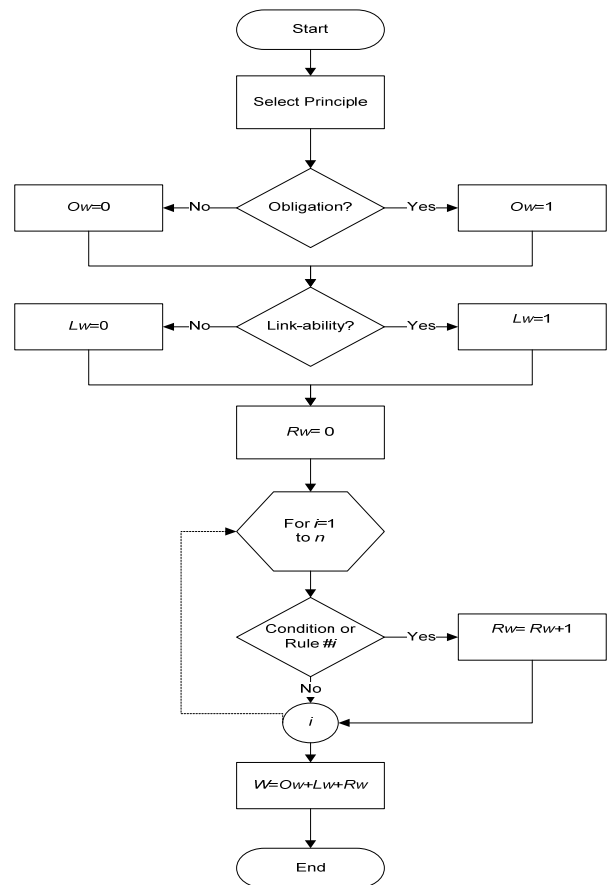 Start
Select Principle
Ow=0
No
Obligation?
Yes
Ow=1
Lw=0
No
Link-ability?
Yes
Lw=1
Rw= 0
For i=1
to n
Condition or
Rule #i
Yes
Rw= Rw+1
No
i
W=Ow+Lw+Rw
End